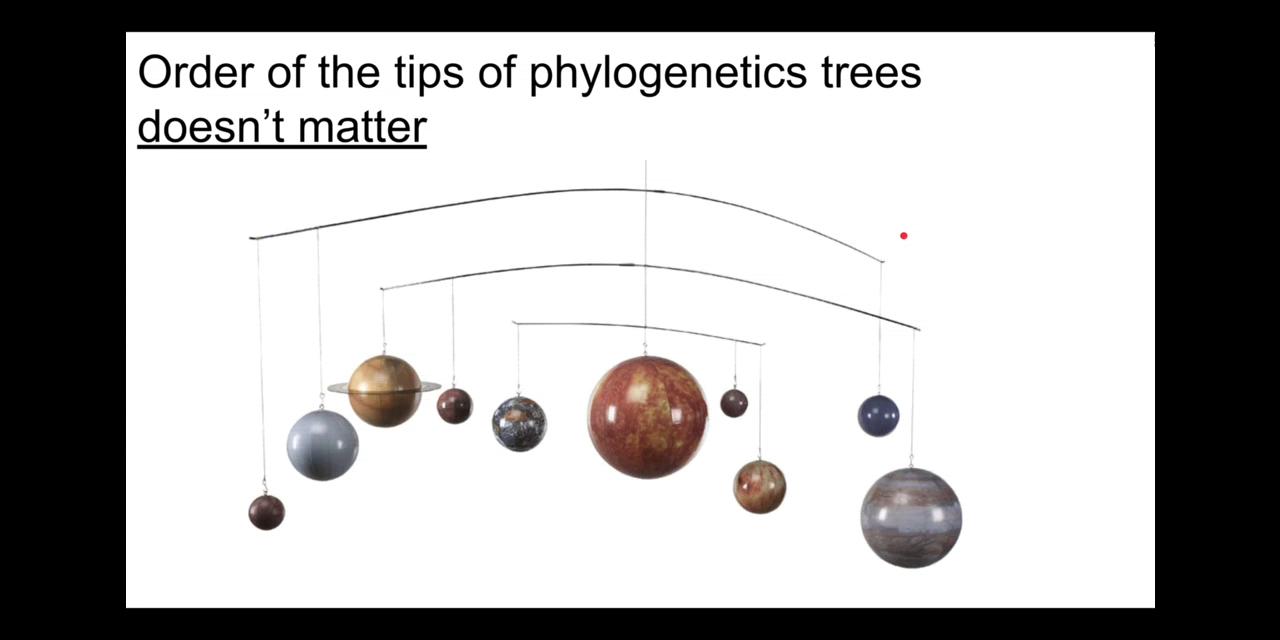 Order of the tips of phylogenetics trees
doesn’t matter